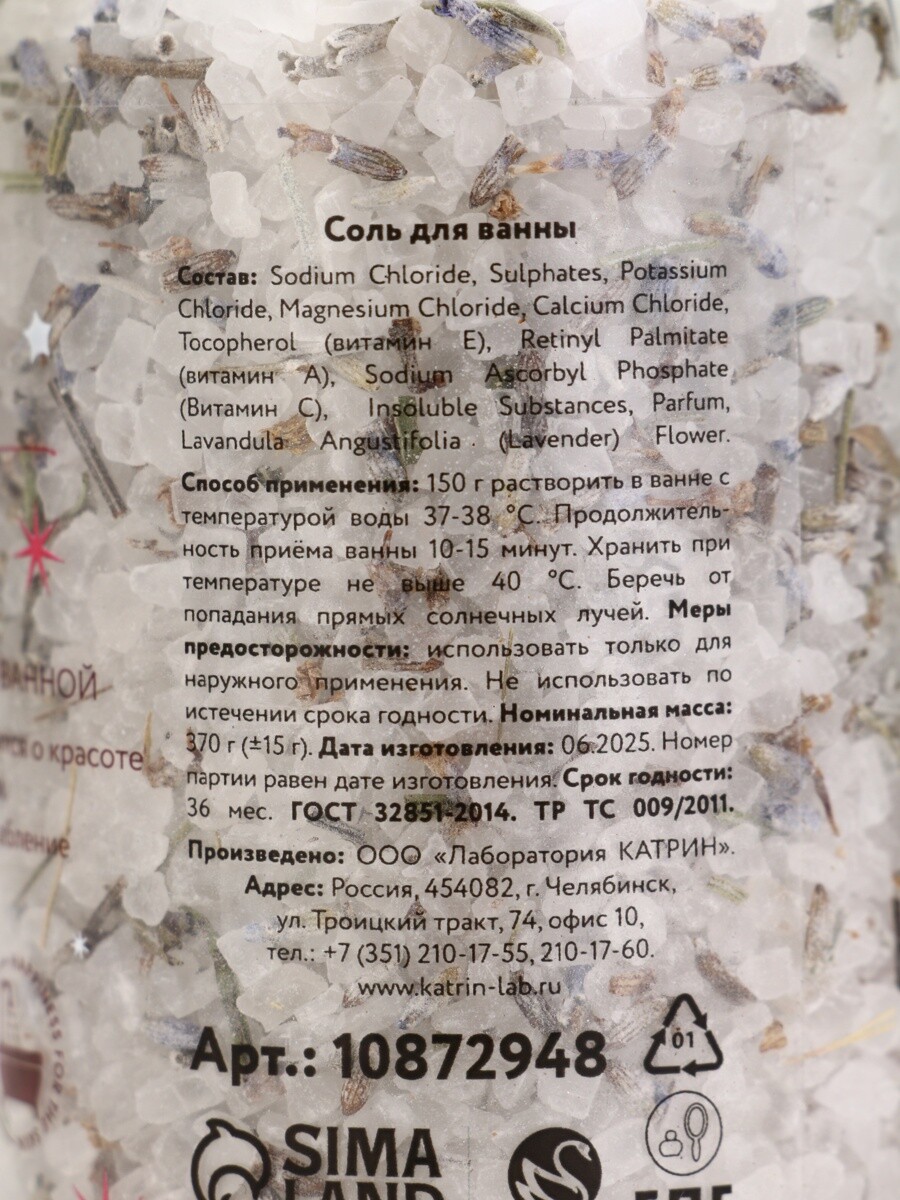 Соль для ванны
Состав: Sodium Chloride, Sulphates, Potassium
Chloride, Magnesium Chloride, Calcium Chloride,
Tocopherol (витамин Е), Retinyl Palmitate
(витамин А), Sodium Ascorbyl Phosphate
(Витамин С), Insoluble Substances, Parfum,
Lavandula Angustifolia (Lavender) Flower.
Способ применения: 150 г растворить в ванне с
температурой воды 37-38 °С. Продолжитель-
ность приёма ванны 10-15 минут. Хранить при
температуре не выше 40 °С. Беречь от
попадания прямых солнечных лучей. Меры
предосторожности: использовать только для
наружного применения. Не использовать по
истечении срока годности. Номинальная масса:
370 г (±15 г). Дата изготовления: 06.2025. Номер
партии равен дате изготовления. Срок годности:
36 мес. ГОСТ 32851-2014. ТР ТС 009/2011.
Произведено: ООО «Лаборатория КАТРИН».
Адрес: Россия, 454082, г. Челябинск,
ул. Троицкий тракт, 74, офис 10,
тел.: +7 (351) 210-17-55, 210-17-60.
www.katrin-lab.ru
Арт.: 10872948
01
SIMA
LAND
о красоте